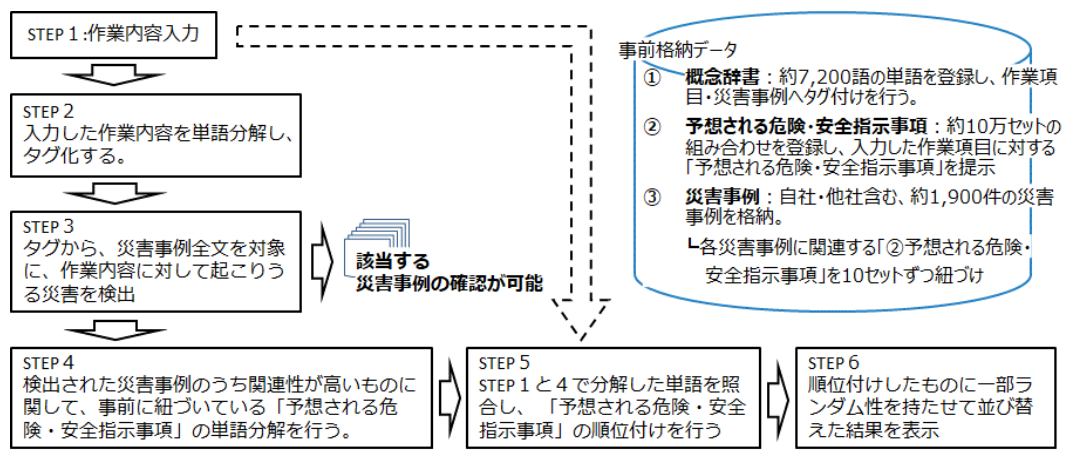 STEP１:作業内容入力
STEP２
入力した作業内容を単語分解し、
タグ化する。
STEP３
タグから、災害事例全文を対象
に、作業内容に対して起こりう
る災害を検出
該当する
災害事例の確認が可能
事前格納データ
① 概念辞書：約7,200語の単語を登録し、作業項
目・災害事例へタグ付けを行う。
② 予想される危険・安全指示事項：約10万セットの
組み合わせを登録し、入力した作業項目に対する
「予想される危険・安全指示事項」を提示
③ 災害事例：自社・他社含む、約1,900件の災害
事例を格納。
┗各災害事例に関連する「②予想される危険・
安全指示事項」を10セットずつ紐づけ
STEP４
検出された災害事例のうち関連性が高いものに
関して、事前に紐づいている「予想される危
険・安全指示事項」の単語分解を行う。
STEP５
STEP１と４で分解した単語を照
合し、「予想される危険・安全
指示事項」の順位付けを行う
STEP６
順位付けしたものに一部ラ
ンダム性を持たせて並び替
えた結果を表示